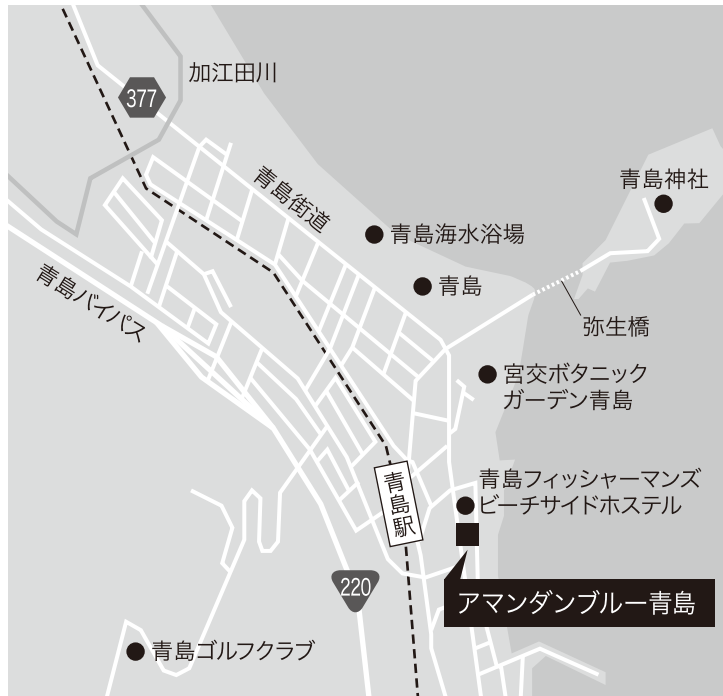 加江田川
377
青島神社
青島街道
青島海水浴場
青島
青島バイパス
弥生橋
宮交ボタニック
ガーデン青島
青島フィッシャーマンズ
ビーチサイドホステル
青島駅
220
アマンダンブルー青島
青島ゴルフクラブ